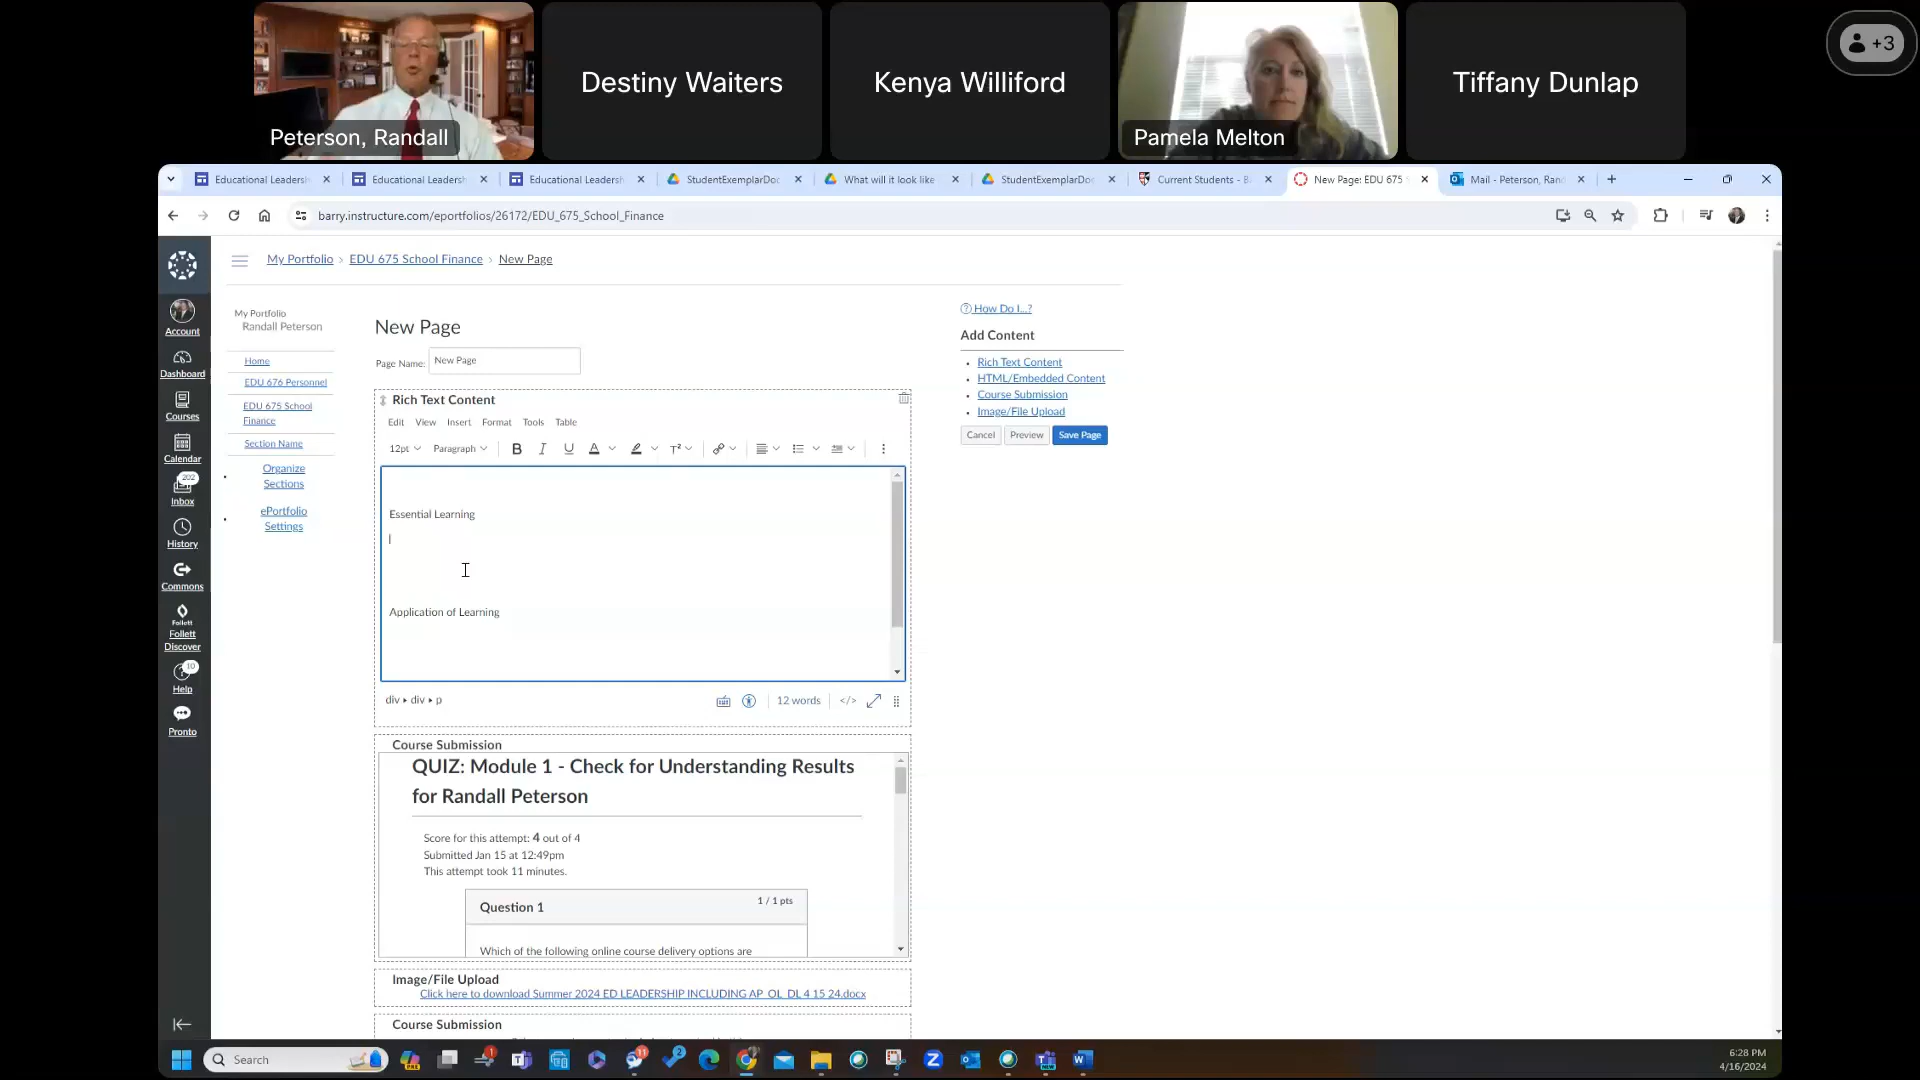 Peterson, Randall
Destiny Waiters
Kenya Williford
Pamela Melton
Tiffany Dunlap
+3
Educational Leaders
Educational Leaders
Educational Leaders
StudentExemplarDoc
What will it look like
StudentExemplarDoc
Current Students - B
New Page: EDU 675
Mail - Peterson, Ran
barry.instructure.com/eportfolios/26172/EDU_675_School_Finance
My Portfolio › EDU 675 School Finance › New Page
Account
Dashboard
Courses
Calendar
202
Inbox
History
Commons
Follett
Follett
Discover
10
Help
Pronto
My Portfolio
Randall Peterson
Home
EDU 676 Personnel
EDU 675 School
Finance
Section Name
Organize
Sections
ePortfolio
Settings
New Page
Page Name: New Page
Rich Text Content
Edit View Insert Format Tools Table
12pt Paragraph B I U A T²
Essential Learning
Application of Learning
div ▸ div ▸ p
12 words </>
Course Submission
QUIZ: Module 1 - Check for Understanding Results
for Randall Peterson
Score for this attempt: 4 out of 4
Submitted Jan 15 at 12:49pm
This attempt took 11 minutes.
Question 1 1 / 1 pts
Which of the following online course delivery options are
Image/File Upload
Click here to download Summer 2024 ED LEADERSHIP INCLUDING AP_OL_DL 4 15 24.docx
Course Submission
How Do I...?
Add Content
Rich Text Content
HTML/Embedded Content
Course Submission
Image/File Upload
Cancel Preview Save Page
Search
6:28 PM
4/16/2024